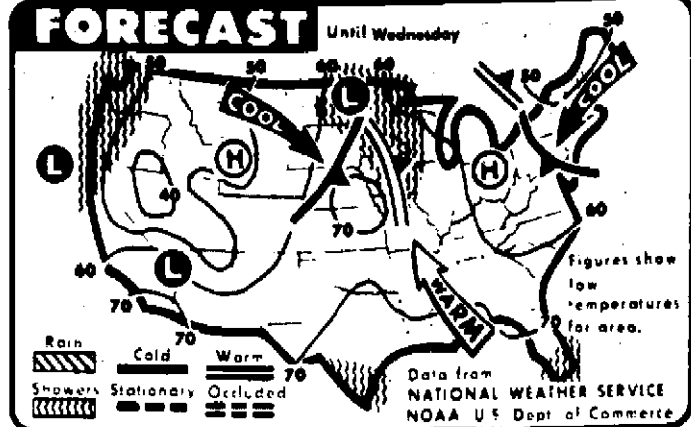 FORECAST
Until Wednesday
50
50
50
60
60
50
50
COOL
L
COOL
L
H
H
40
70
60
60
L
70
70
70
WARM
Figures show
low
temperatures
for area.
Rain
Cold
Warm
Showers
Stationary
Occluded
Data from
NATIONAL WEATHER SERVICE
NOAA U S Dept of Commerce